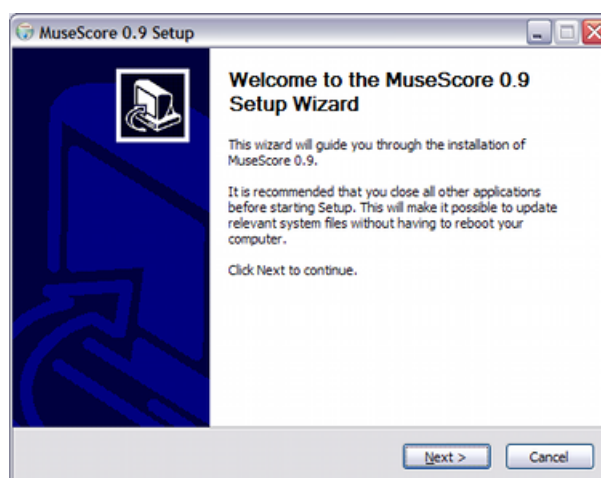 MuseScore 0.9 Setup
Welcome to the MuseScore 0.9
Setup Wizard
This wizard will guide you through the installation of
MuseScore 0.9.
It is recommended that you close all other applications
before starting Setup. This will make it possible to update
relevant system files without having to reboot your
computer.
Click Next to continue.
Next >
Cancel